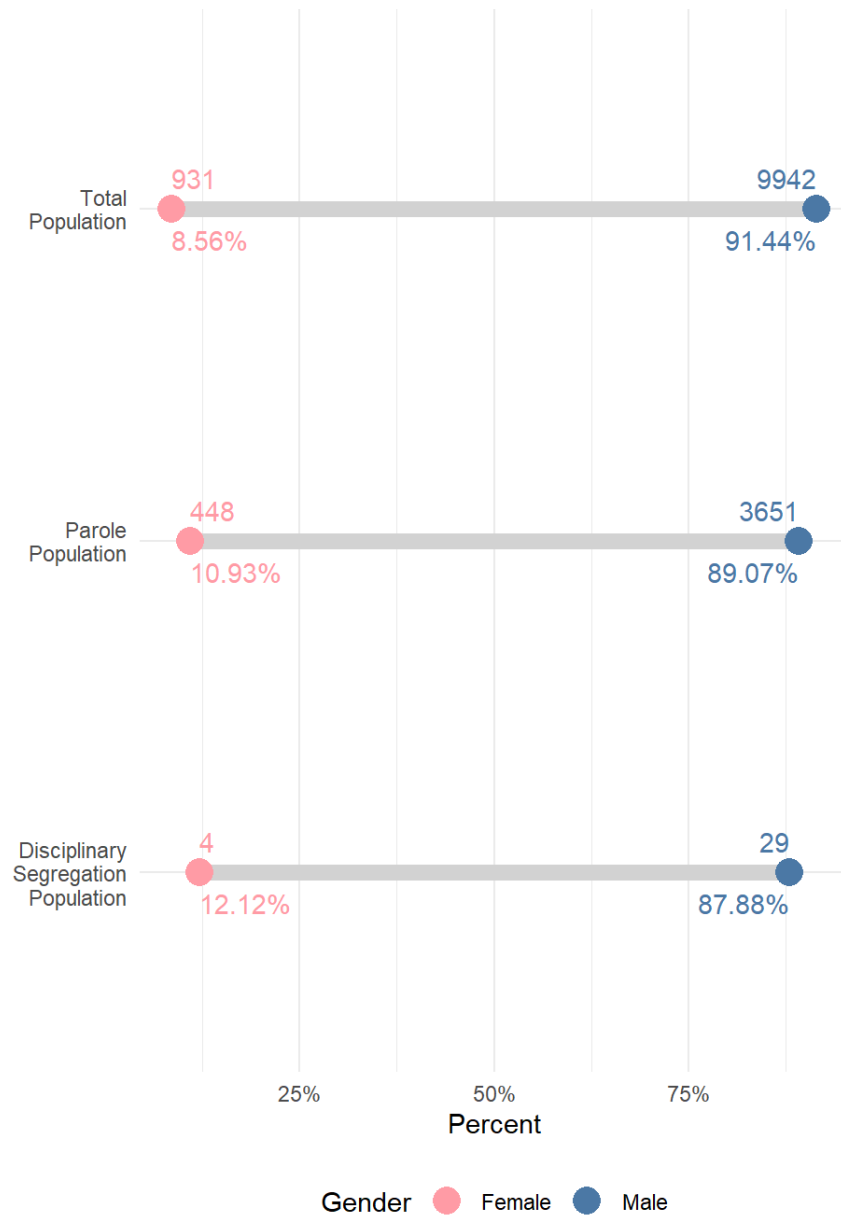 931
9942
Total
Population
8.56%
91.44%
448
3651
Parole
Population
10.93%
89.07%
4
29
Disciplinary
Segregation
Population
12.12%
87.88%
25%
50%
75%
Percent
Gender
Female
Male